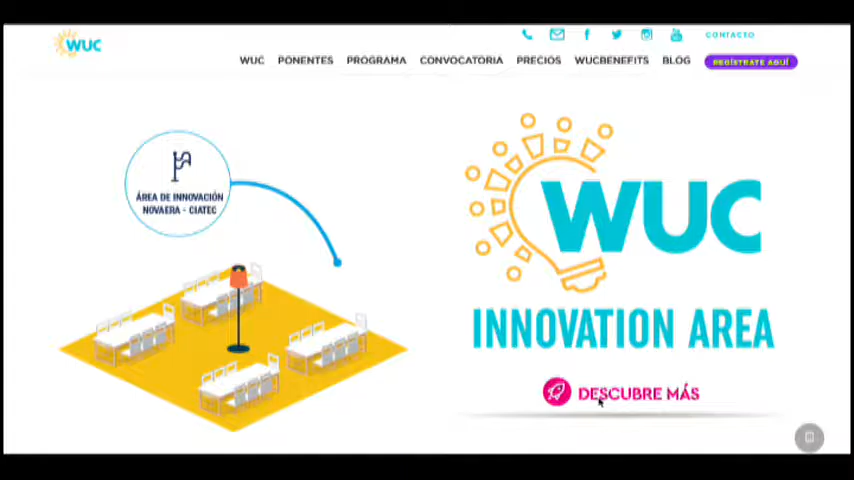 WUC
CONTACTO
WUC PONENTES PROGRAMA CONVOCATORIA PRECIOS WUCBENEFITS BLOG REGÍSTRATE AQUÍ
ÁREA DE INNOVACIÓN
NOVAERA - CIATEC
WUC
INNOVATION AREA
DESCUBRE MÁS